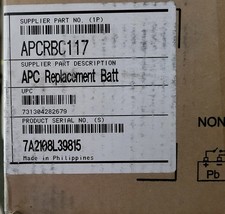 SUPPLIER PART NO. (1P)
APCRBC117
SUPPLIER PART DESCRIPTION
APC Replacement Batt
UPC
731304282679
PRODUCT SERIAL NO. (S)
7A2108L39815
Made in Philippines
NON
Pb